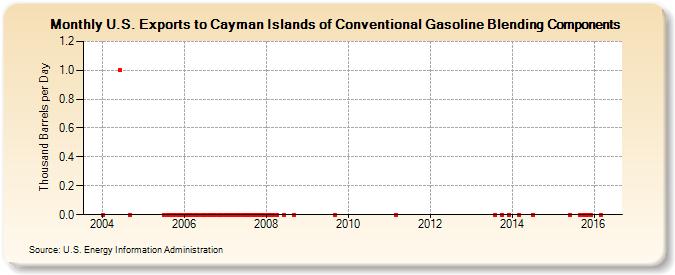 Monthly U.S. Exports to Cayman Islands of Conventional Gasoline Blending Components
Thousand Barrels per Day
1.2
1.0
0.8
0.6
0.4
0.2
0.0
2004 2006 2008 2010 2012 2014 2016
Source: U.S. Energy Information Administration